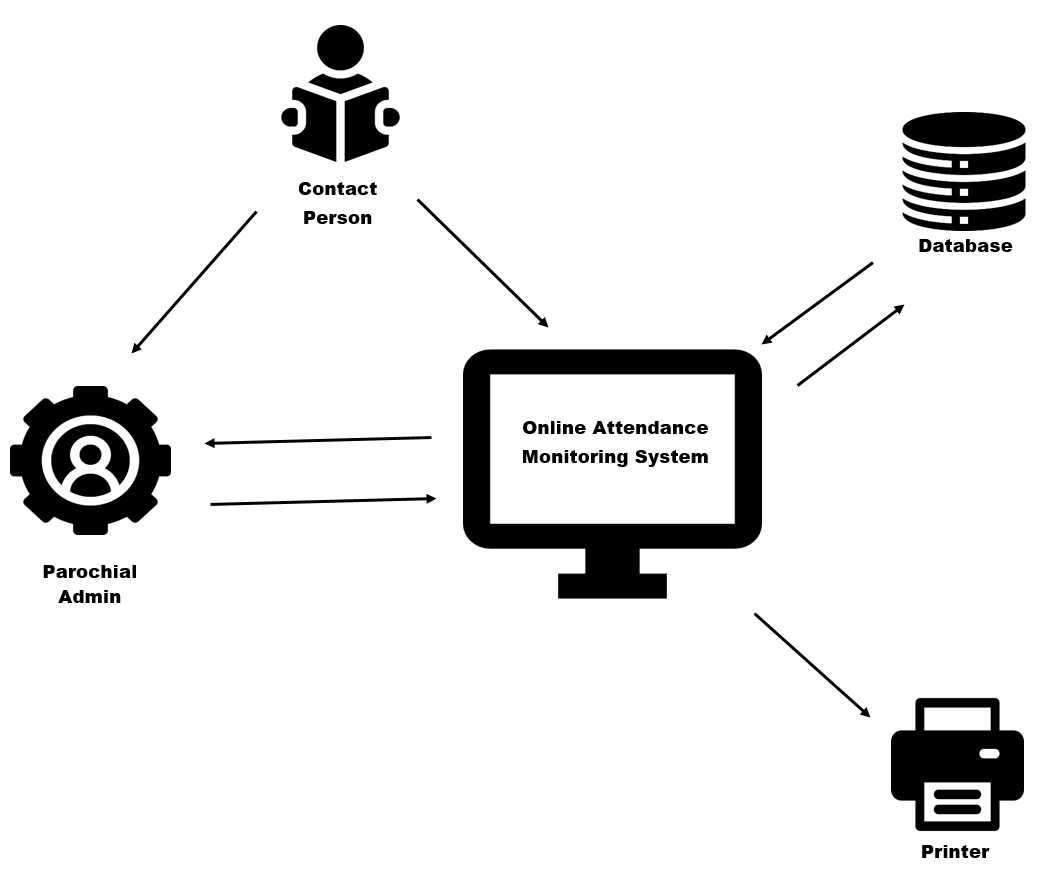 Contact
Person
Database
Online Attendance
Monitoring System
Parochial
Admin
Printer